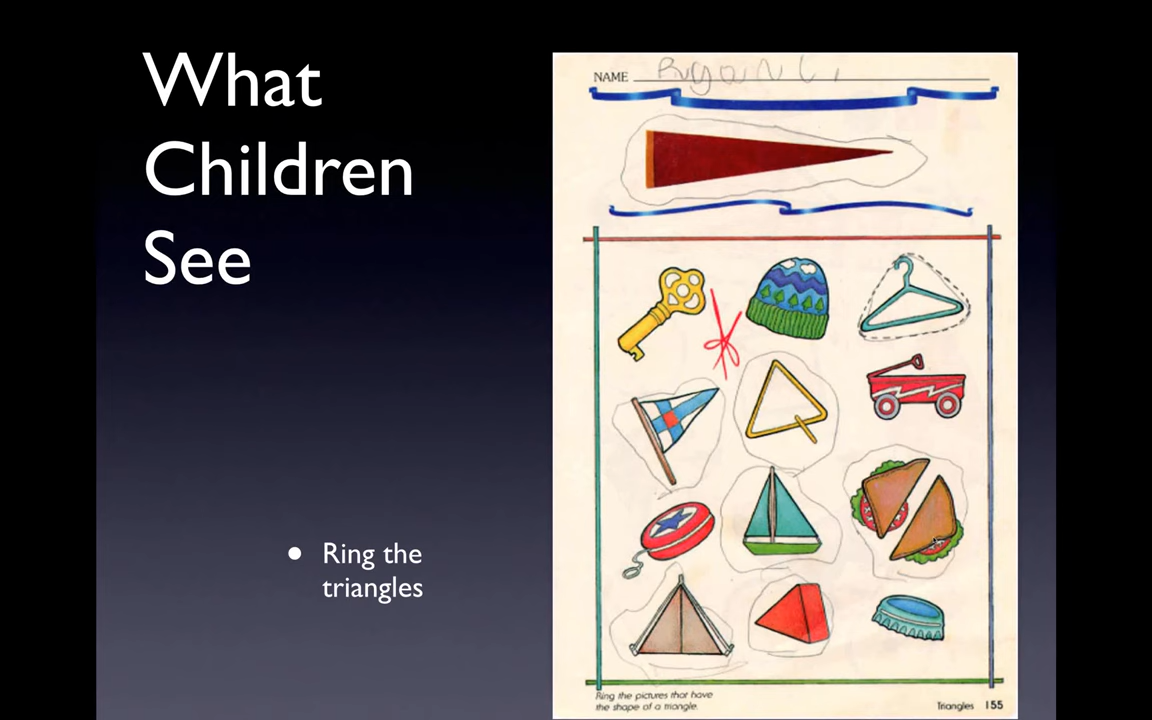 What
Children
See
Ring the
triangles
NAME
Ring the pictures that have
the shape of a triangle.
Triangles 155